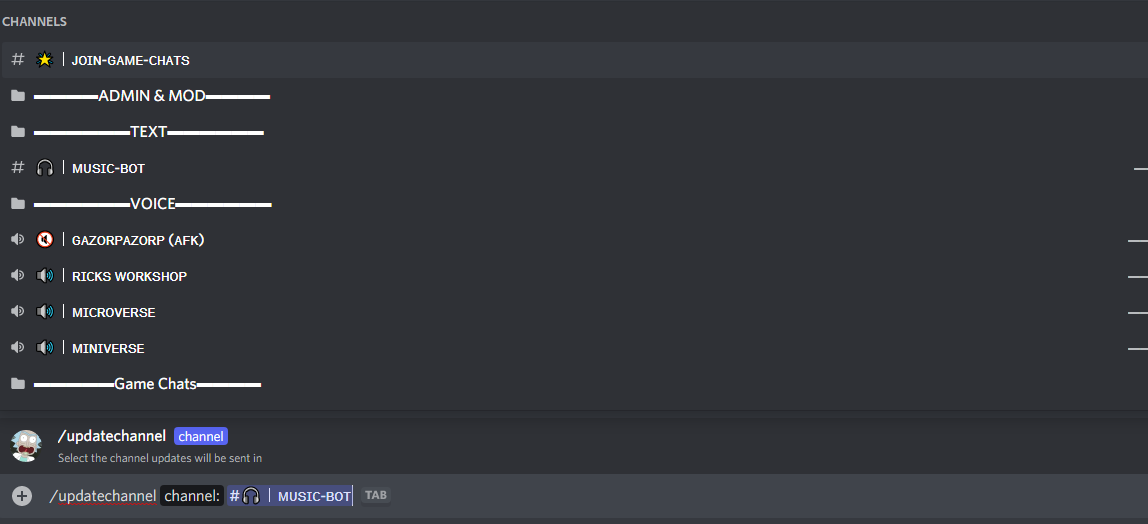 CHANNELS
# ⭐ | JOIN-GAME-CHATS
▬▬▬▬ADMIN & MOD▬▬▬▬
▬▬▬▬▬▬TEXT▬▬▬▬▬▬
# 🎧 | MUSIC-BOT
▬▬▬▬▬▬VOICE▬▬▬▬▬▬
🔇 | GAZORPAZORP (AFK)
🔊 | RICKS WORKSHOP
🔊 | MICROVERSE
🔊 | MINIVERSE
▬▬▬▬▬Game Chats▬▬▬▬
/updatechannel channel
Select the channel updates will be sent in
/updatechannel channel: #🎧 | MUSIC-BOT TAB